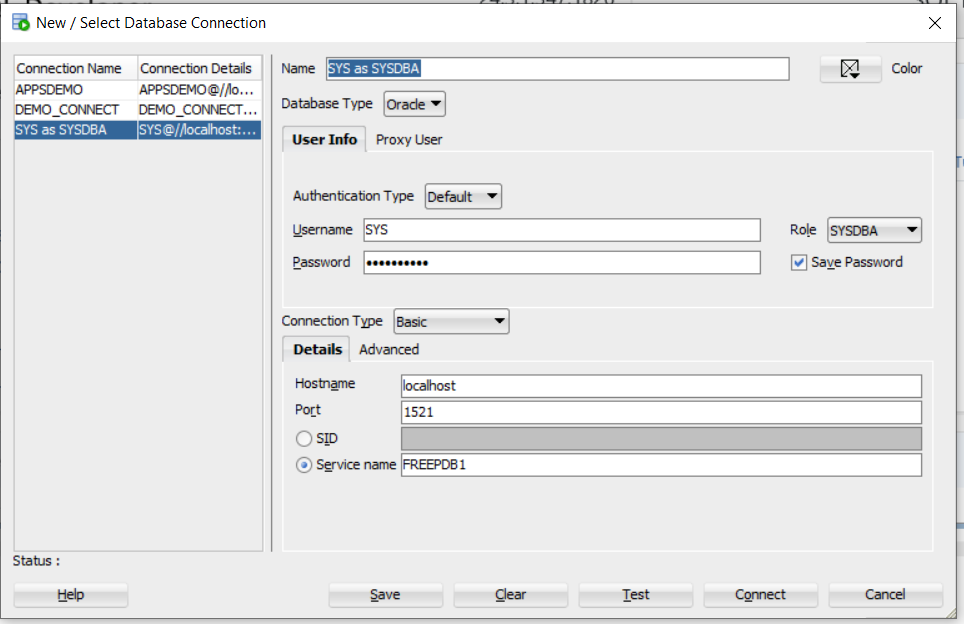 New / Select Database Connection
Connection Name Connection Details
APPSDEMO APPSDEMO@//lo...
DEMO_CONNECT DEMO_CONNECT...
SYS as SYSDBA SYS@//localhost:...
Name SYS as SYSDBA Color
Database Type Oracle
User Info Proxy User
Authentication Type Default
Username SYS Role SYSDBA
Password •••••••••• Save Password
Connection Type Basic
Details Advanced
Hostname localhost
Port 1521
SID
Service name FREEPDB1
Status :
Help Save Clear Test Connect Cancel